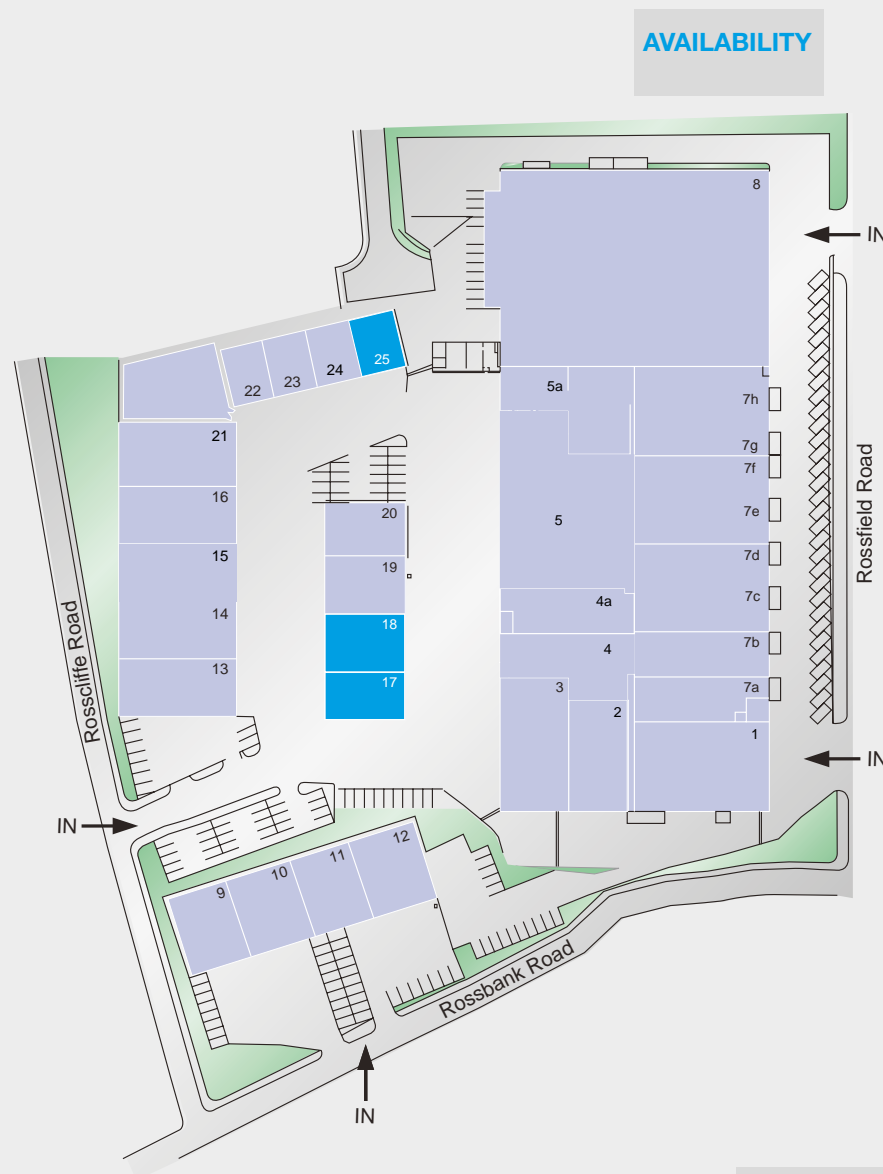 AVAILABILITY
8
IN
25
24
23
22
5a
7h
7g
7f
21
16
20
7e
5
Rossfield Road
15
19
7d
4a
7c
14
18
4
7b
13
17
3
7a
2
1
Rosscliffe Road
IN
IN
12
11
10
9
Rossbank Road
IN